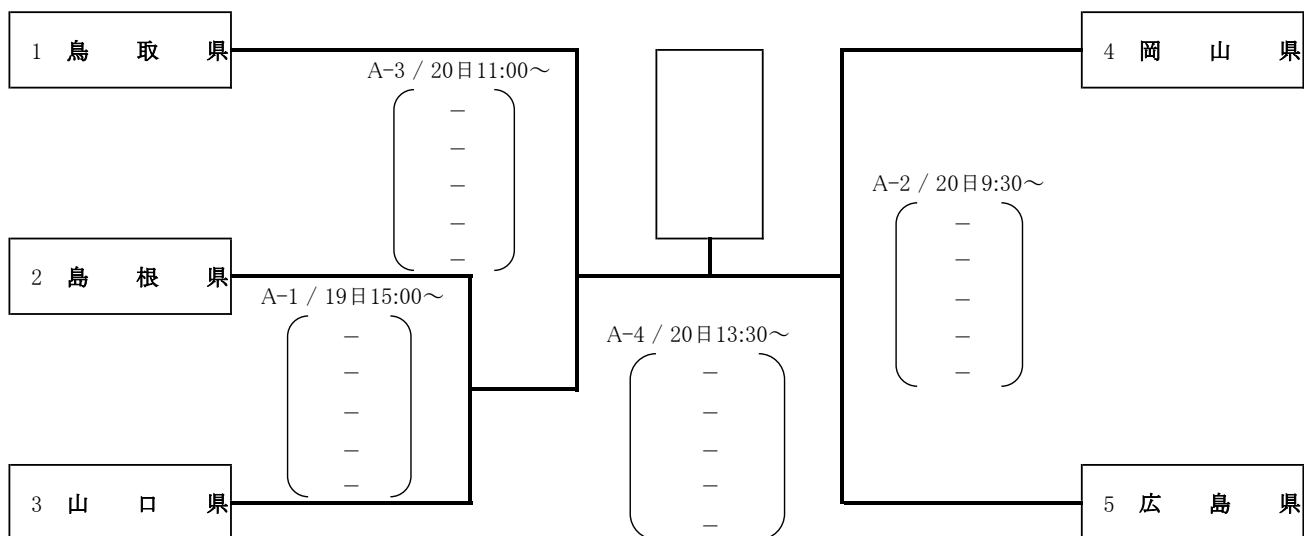 1 鳥 取 県
4 岡 山 県
A-3 / 20日11:00～
－
－
－
－
－
A-2 / 20日9:30～
－
－
－
－
－
2 島 根 県
A-1 / 19日15:00～
－
－
－
－
－
A-4 / 20日13:30～
－
－
－
－
－
3 山 口 県
5 広 島 県